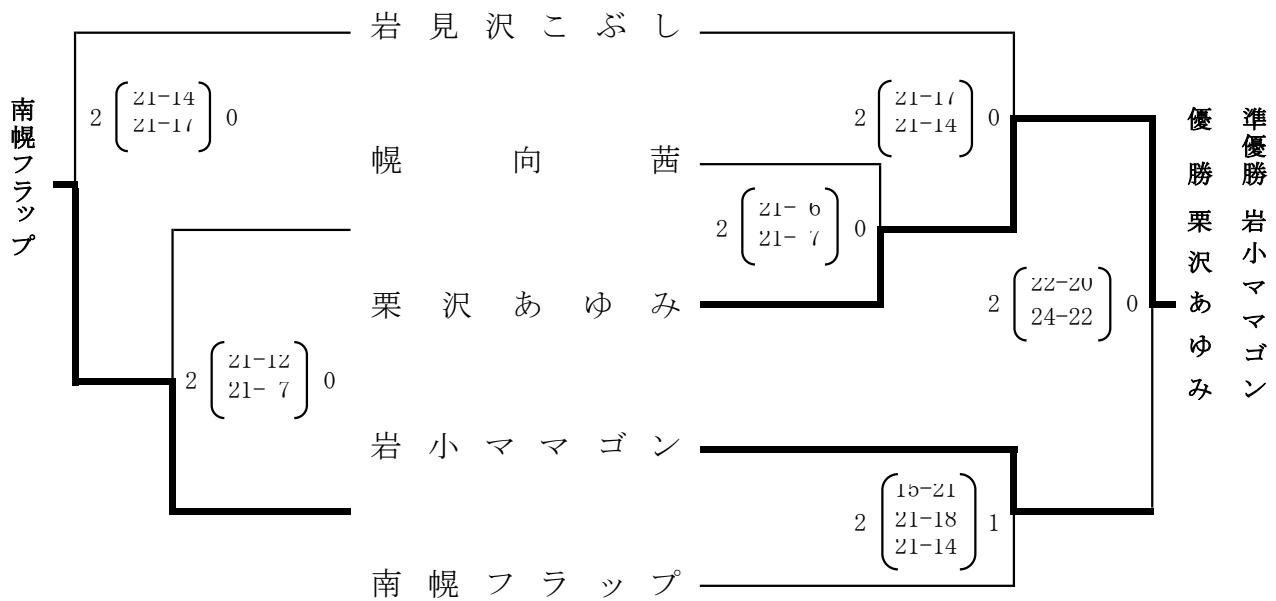 岩見沢こぶし
南幌フラップ
2 21-14 0
21-17
2 21-17 0
21-14
優勝 栗沢あゆみ
準優勝 岩小ママゴン
幌向茜
2 21- 6 0
21- 7
栗沢あゆみ
2 22-20 0
24-22
2 21-12 0
21- 7
岩小ママゴン
2 15-21 1
21-18
21-14
南幌フラップ